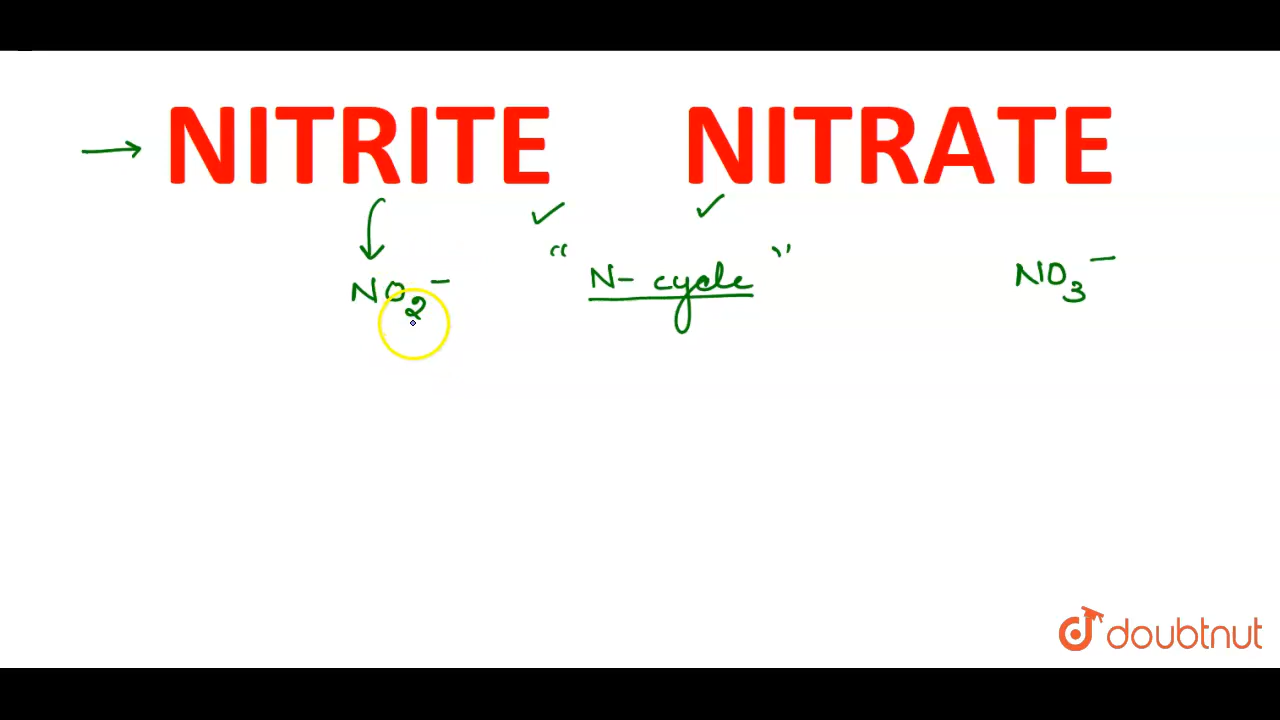 NITRITE NITRATE
NO₂⁻ “N- cycle” NO₃⁻
doubtnut